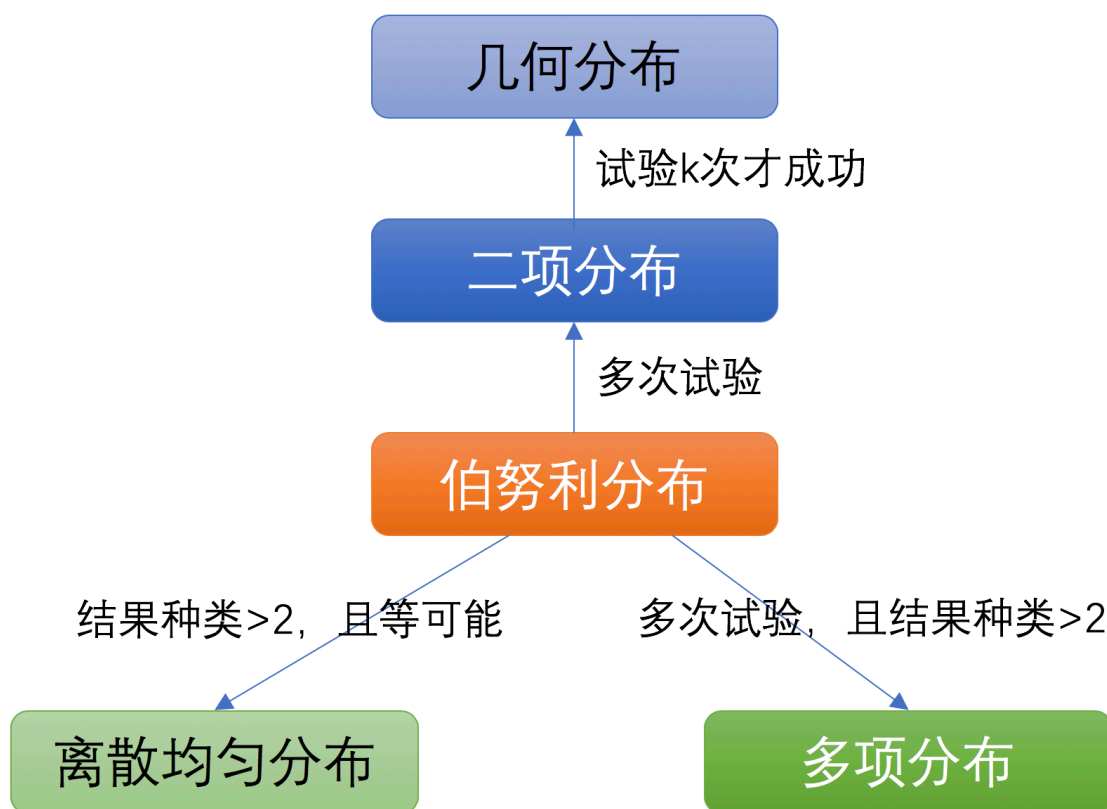 几何分布
试验k次才成功
二项分布
多次试验
伯努利分布
结果种类>2，且等可能
多次试验，且结果种类>2
离散均匀分布
多项分布